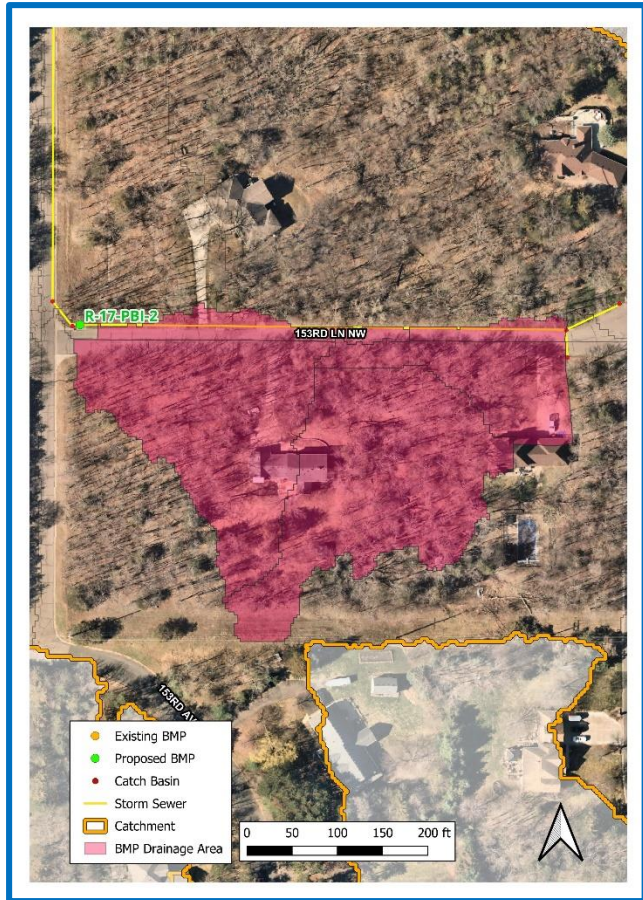 R-17-PBI-2
153RD LN NW
153RD AV
Existing BMP
Proposed BMP
Catch Basin
Storm Sewer
Catchment
BMP Drainage Area
0 50 100 150 200 ft